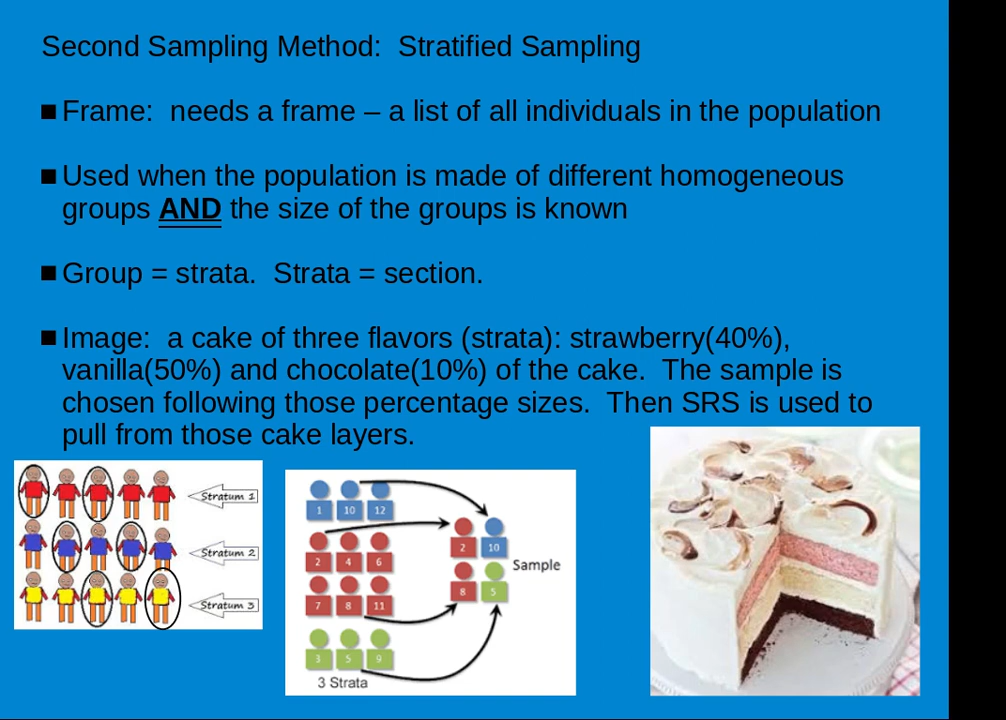 Second Sampling Method:  Stratified Sampling
■ Frame:  needs a frame – a list of all individuals in the population
■ Used when the population is made of different homogeneous
groups AND the size of the groups is known
■ Group = strata.  Strata = section.
■ Image:  a cake of three flavors (strata): strawberry(40%),
vanilla(50%) and chocolate(10%) of the cake.  The sample is
chosen following those percentage sizes.  Then SRS is used to
pull from those cake layers.
Stratum 1
Stratum 2
Stratum 3
1 10 12
2 4 6
7 8 11
3 5 9
3 Strata
2 10
8 5
Sample